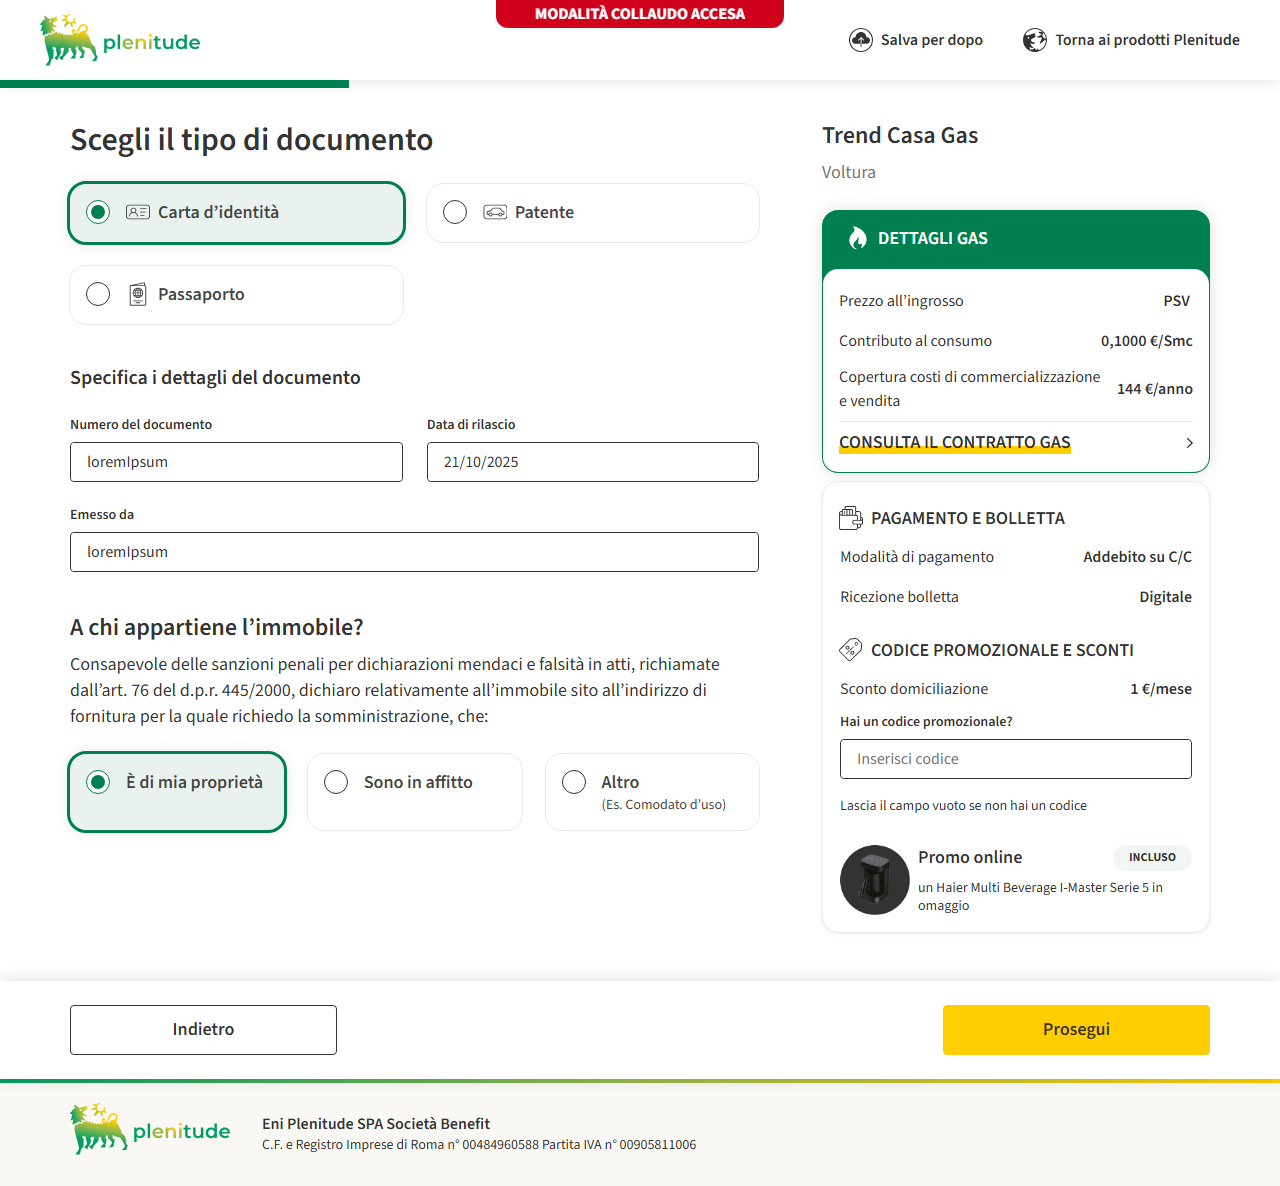 MODALITÀ COLLAUDO ACCESA
plenitude
Salva per dopo
Torna ai prodotti Plenitude
Scegli il tipo di documento
Carta d’identità
Patente
Passaporto
Specifica i dettagli del documento
Numero del documento
Data di rilascio
loremIpsum
21/10/2025
Emesso da
loremIpsum
A chi appartiene l’immobile?
Consapevole delle sanzioni penali per dichiarazioni mendaci e falsità in atti, richiamate
dall’art. 76 del d.p.r. 445/2000, dichiaro relativamente all’immobile sito all’indirizzo di
fornitura per la quale richiedo la somministrazione, che:
È di mia proprietà
Sono in affitto
Altro
(Es. Comodato d’uso)
Trend Casa Gas
Voltura
DETTAGLI GAS
Prezzo all’ingrosso PSV
Contributo al consumo 0,1000 €/Smc
Copertura costi di commercializzazione
e vendita 144 €/anno
CONSULTA IL CONTRATTO GAS
PAGAMENTO E BOLLETTA
Modalità di pagamento Addebito su C/C
Ricezione bolletta Digitale
CODICE PROMOZIONALE E SCONTI
Sconto domiciliazione 1 €/mese
Hai un codice promozionale?
Inserisci codice
Lascia il campo vuoto se non hai un codice
Promo online INCLUSO
un Haier Multi Beverage I-Master Serie 5 in
omaggio
Indietro
Prosegui
plenitude
Eni Plenitude SPA Società Benefit
C.F. e Registro Imprese di Roma n° 00484960588 Partita IVA n° 00905811006